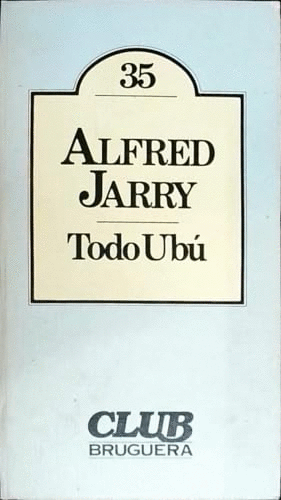 35
ALFRED
JARRY
Todo Ubú
CLUB
BRUGUERA